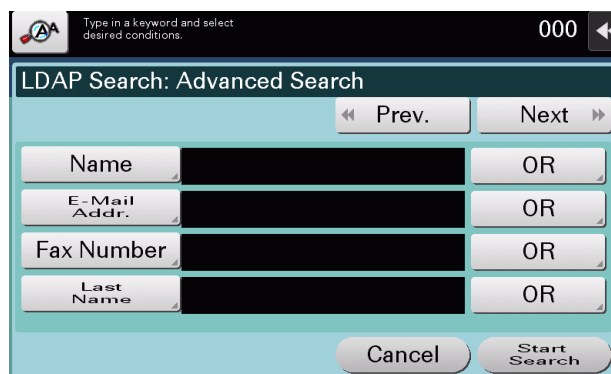 Type in a keyword and select
desired conditions.
000
LDAP Search: Advanced Search
Prev.
Next
Name
OR
E-Mail
Addr.
OR
Fax Number
OR
Last
Name
OR
Cancel
Start
Search